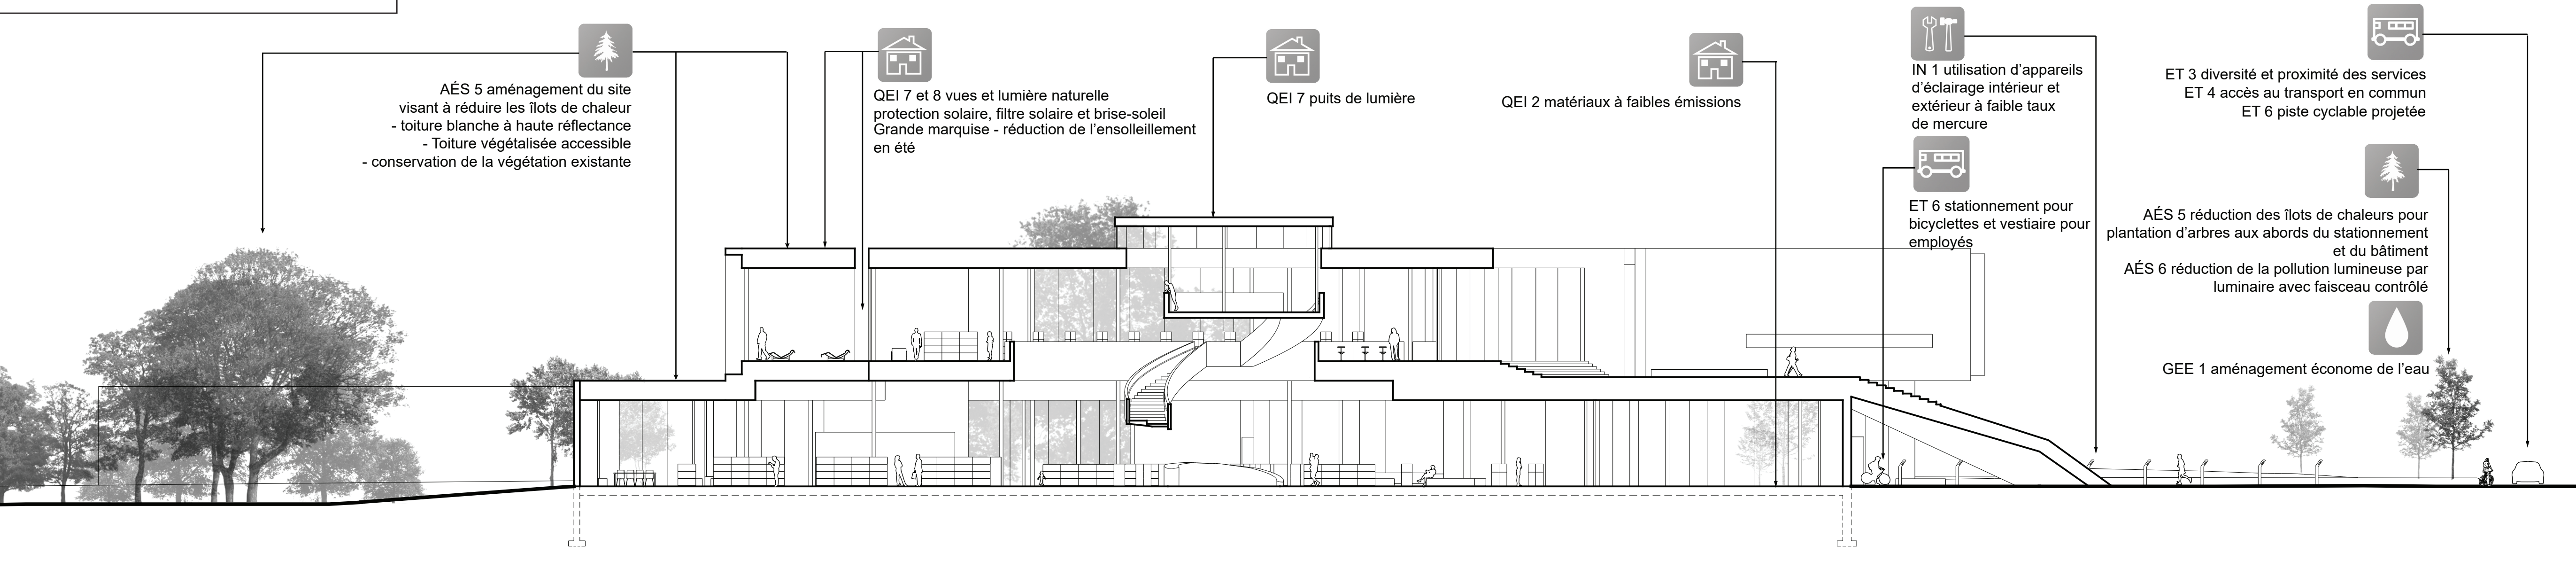 AÉS 5 aménagement du site
visant à réduire les îlots de chaleur
- toiture blanche à haute réflectance
- Toiture végétalisée accessible
- conservation de la végétation existante
QEI 7 et 8 vues et lumière naturelle
protection solaire, filtre solaire et brise-soleil
Grande marquise - réduction de l’ensolleillement
en été
QEI 7 puits de lumière
QEI 2 matériaux à faibles émissions
IN 1 utilisation d’appareils
d’éclairage intérieur et
extérieur à faible taux
de mercure
ET 6 stationnement pour
bicyclettes et vestiaire pour
employés
ET 3 diversité et proximité des services
ET 4 accès au transport en commun
ET 6 piste cyclable projetée
AÉS 5 réduction des îlots de chaleurs pour
plantation d’arbres aux abords du stationnement
et du bâtiment
AÉS 6 réduction de la pollution lumineuse par
luminaire avec faisceau contrôlé
GEE 1 aménagement économe de l’eau